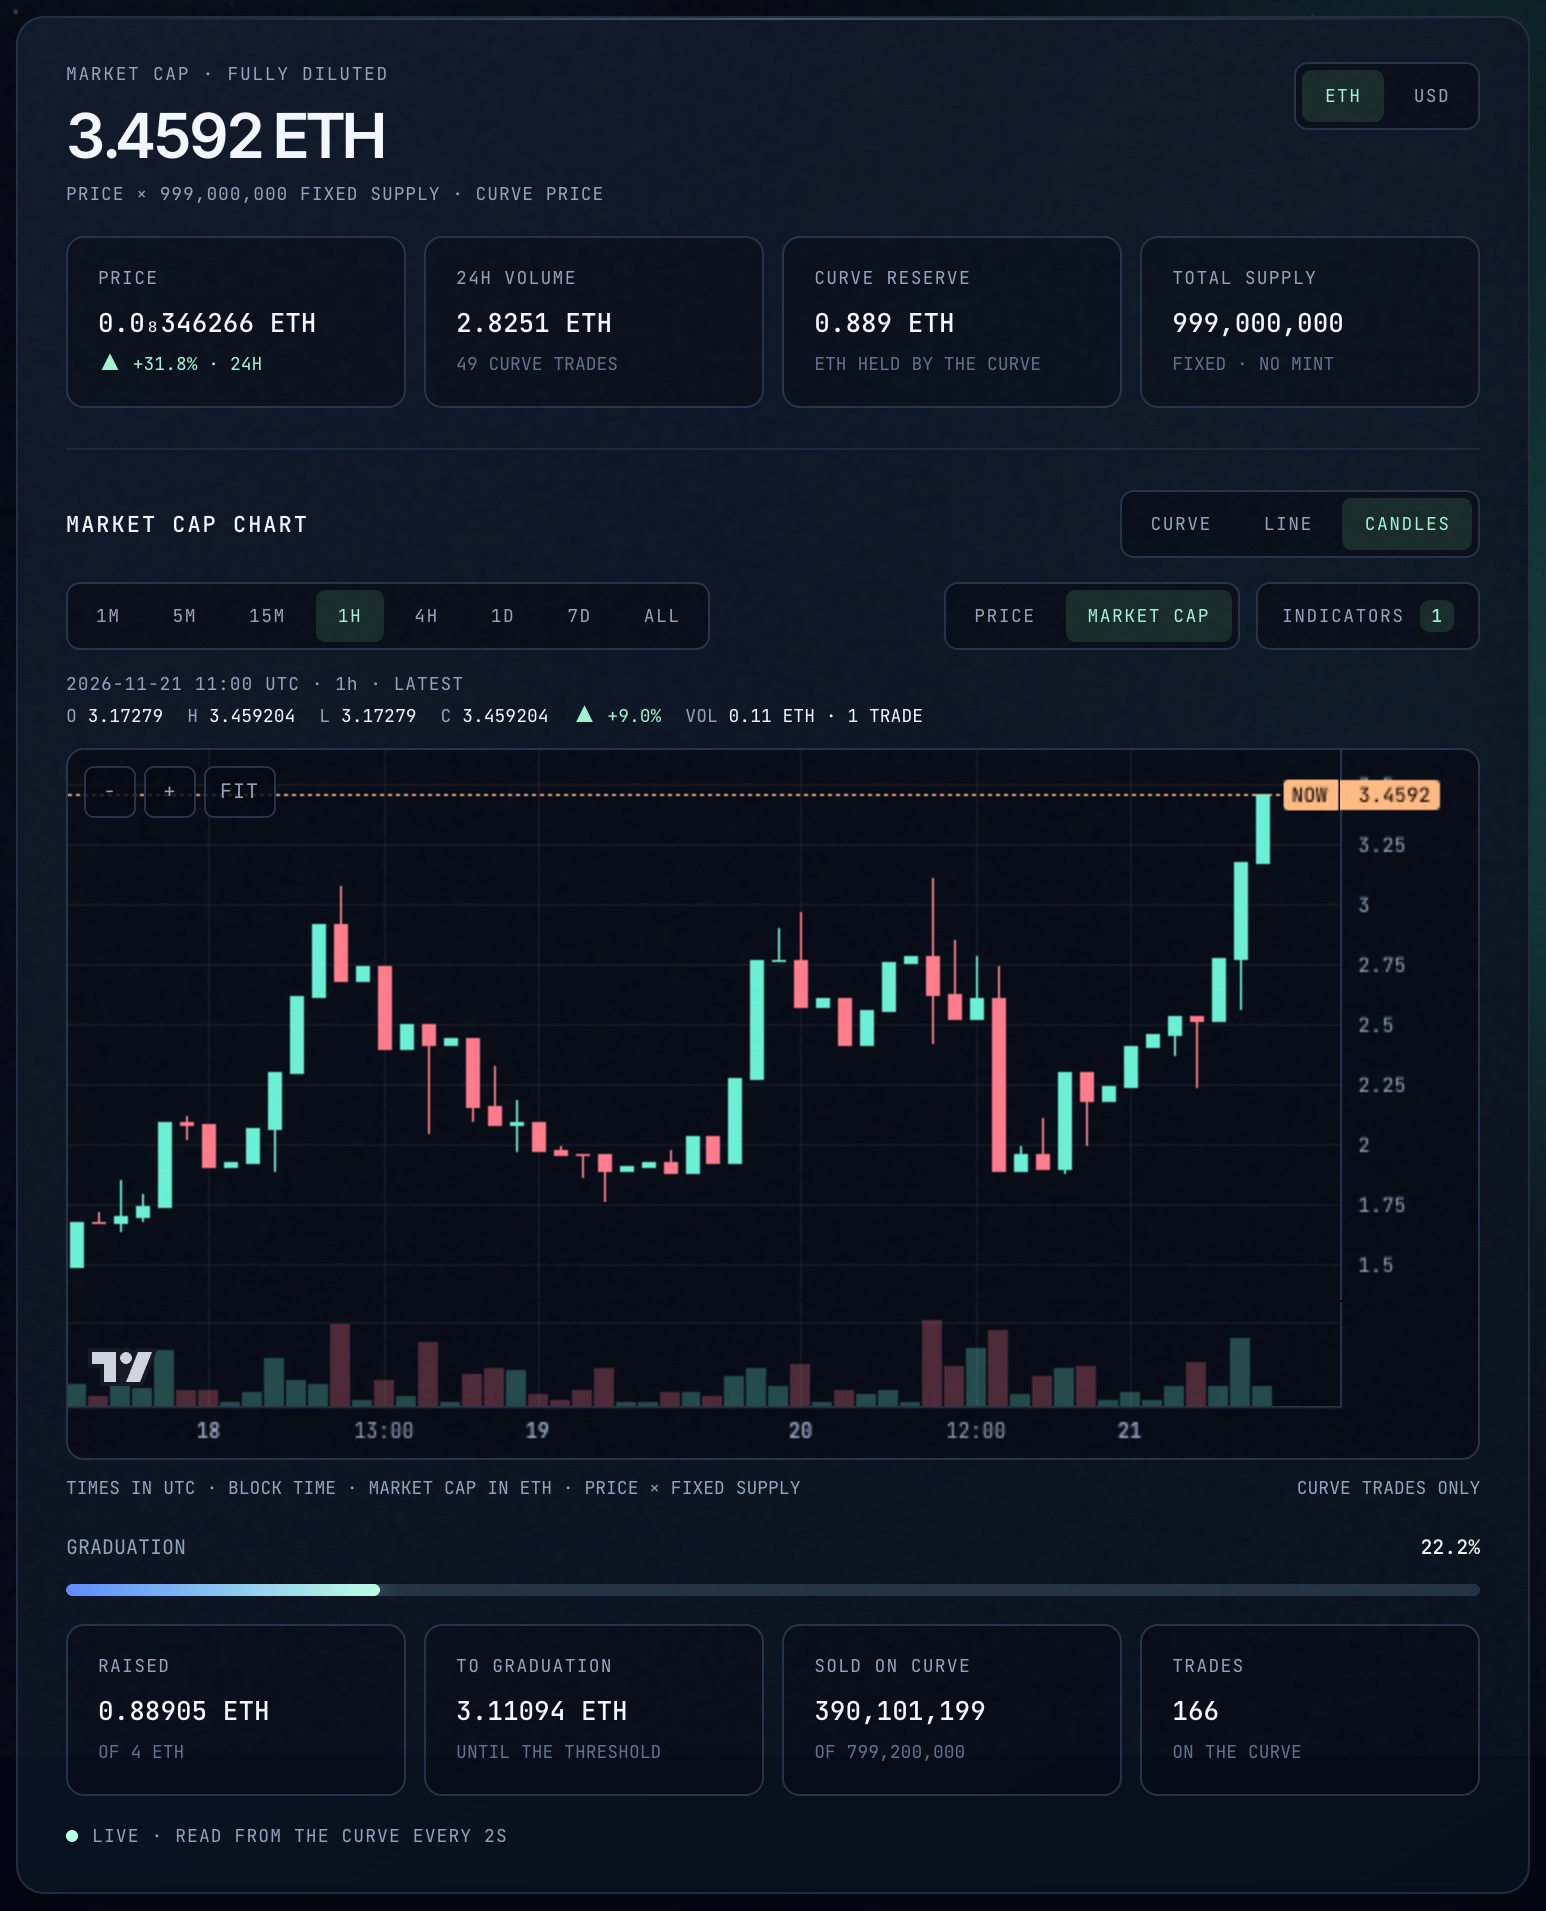 MARKET CAP · FULLY DILUTED
3.4592 ETH
ETH USD
PRICE × 999,000,000 FIXED SUPPLY · CURVE PRICE
PRICE
0.0₈346266 ETH
▲ +31.8% · 24H
24H VOLUME
2.8251 ETH
49 CURVE TRADES
CURVE RESERVE
0.889 ETH
ETH HELD BY THE CURVE
TOTAL SUPPLY
999,000,000
FIXED · NO MINT
MARKET CAP CHART
CURVE LINE CANDLES
1M 5M 15M 1H 4H 1D 7D ALL
PRICE MARKET CAP
INDICATORS 1
2026-11-21 11:00 UTC · 1h · LATEST
O 3.17279 H 3.459204 L 3.17279 C 3.459204 ▲ +9.0% VOL 0.11 ETH · 1 TRADE
- + FIT
NOW 3.4592
3.25
3
2.75
2.5
2.25
2
1.75
1.5
18 13:00 19 20 12:00 21
TIMES IN UTC · BLOCK TIME · MARKET CAP IN ETH · PRICE × FIXED SUPPLY
CURVE TRADES ONLY
GRADUATION
22.2%
RAISED
0.88905 ETH
OF 4 ETH
TO GRADUATION
3.11094 ETH
UNTIL THE THRESHOLD
SOLD ON CURVE
390,101,199
OF 799,200,000
TRADES
166
ON THE CURVE
LIVE · READ FROM THE CURVE EVERY 2S